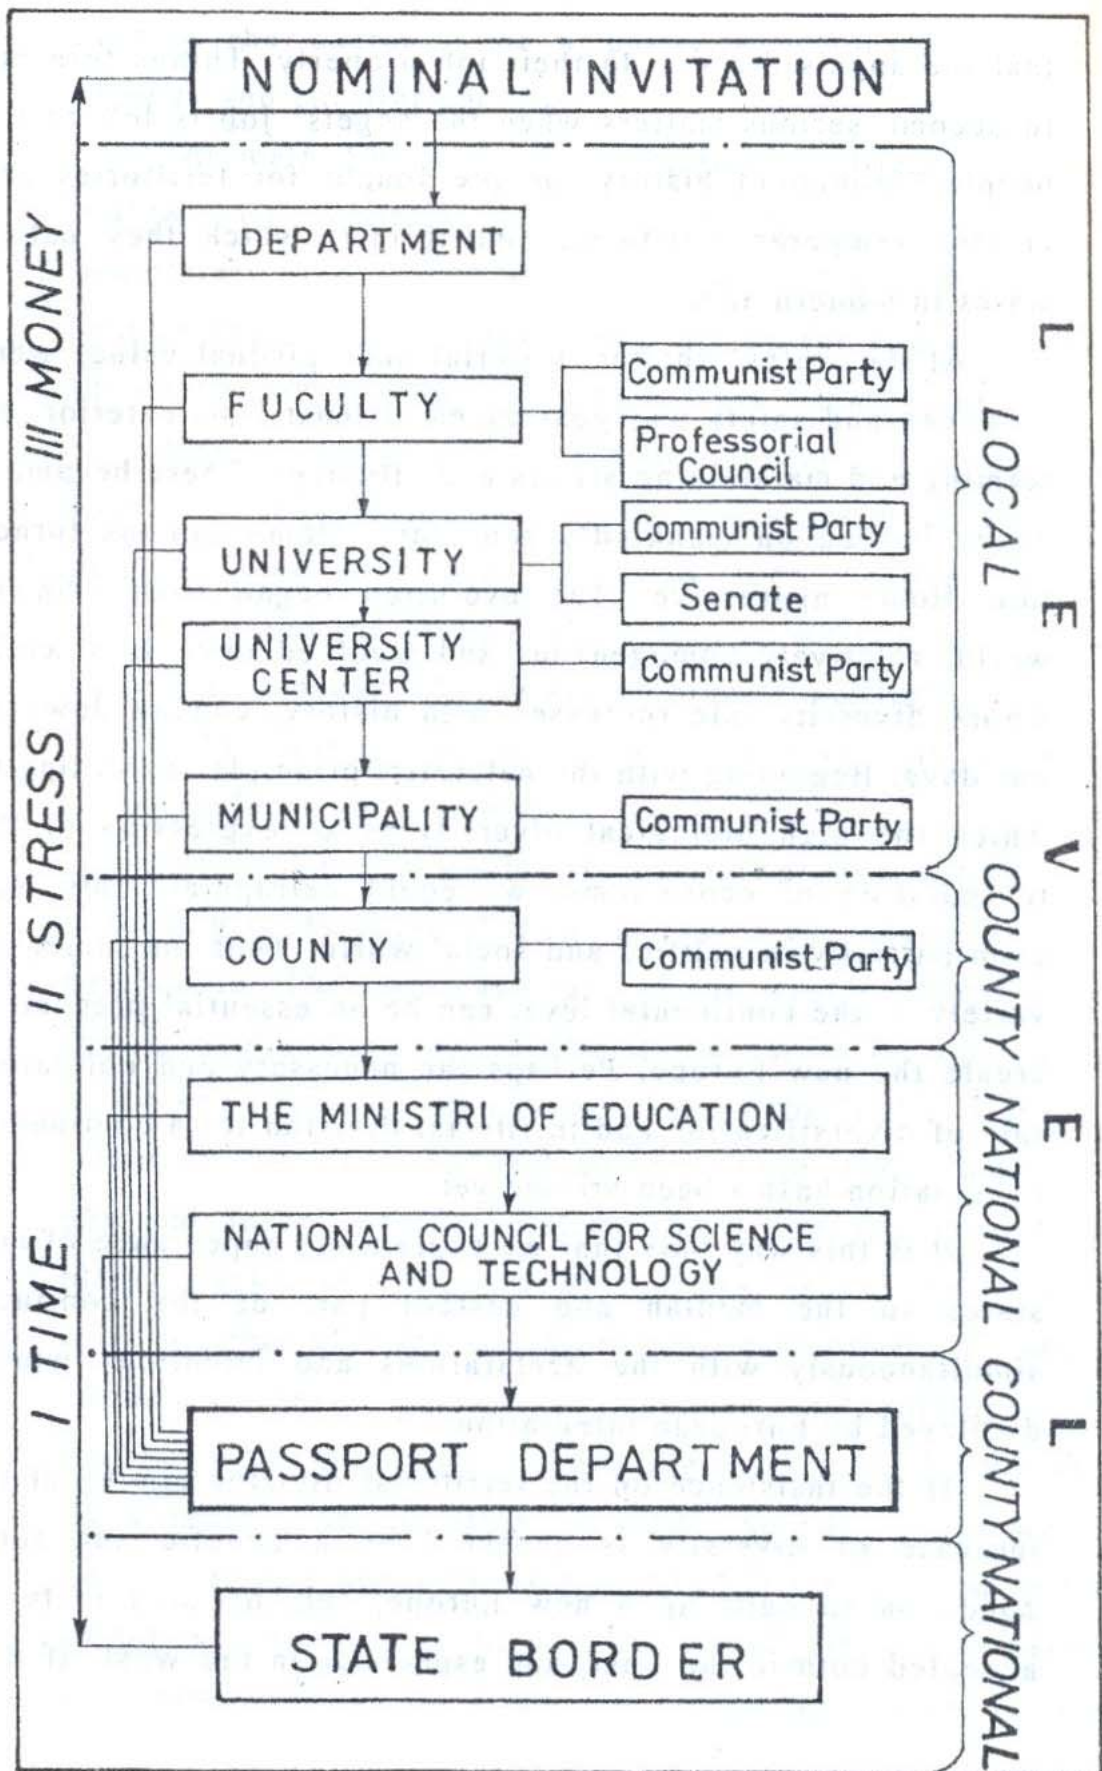 NOMINAL INVITATION
DEPARTMENT
FUCULTY
Communist Party
Professorial
Council
UNIVERSITY
Communist Party
Senate
UNIVERSITY
CENTER
Communist Party
MUNICIPALITY
Communist Party
COUNTY
Communist Party
THE MINISTRI OF EDUCATION
NATIONAL COUNCIL FOR SCIENCE
AND TECHNOLOGY
PASSPORT DEPARTMENT
STATE BORDER
I TIME II STRESS III MONEY
LOCAL COUNTY NATIONAL COUNTY NATIONAL
L E V E L